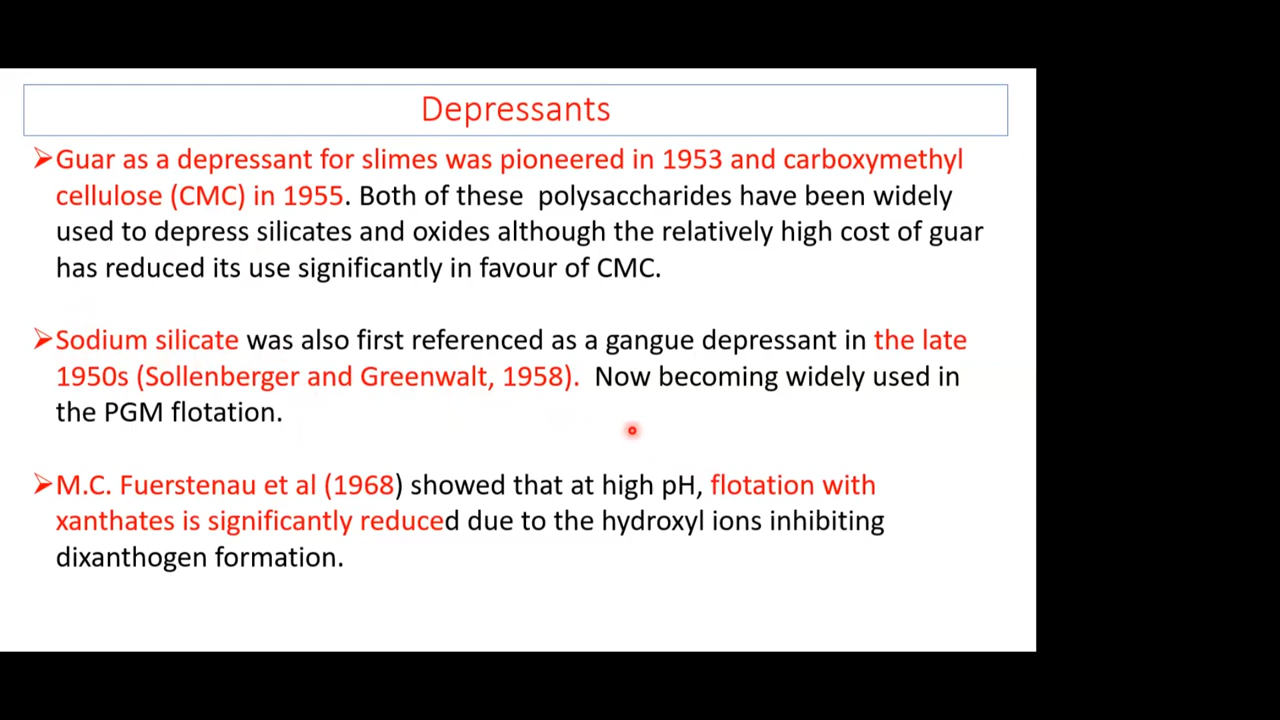 Depressants
➢Guar as a depressant for slimes was pioneered in 1953 and carboxymethyl
cellulose (CMC) in 1955. Both of these  polysaccharides have been widely
used to depress silicates and oxides although the relatively high cost of guar
has reduced its use significantly in favour of CMC.
➢Sodium silicate was also first referenced as a gangue depressant in the late
1950s (Sollenberger and Greenwalt, 1958).  Now becoming widely used in
the PGM flotation.
➢M.C. Fuerstenau et al (1968) showed that at high pH, flotation with
xanthates is significantly reduced due to the hydroxyl ions inhibiting
dixanthogen formation.